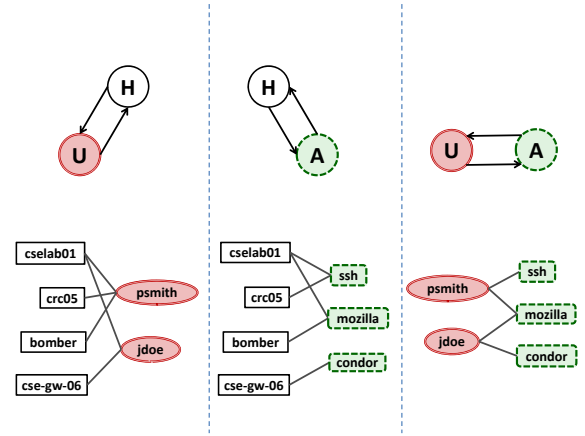 H
U
cselab01
crc05
psmith
bomber
jdoe
cse-gw-06
H
A
cselab01
ssh
crc05
mozilla
bomber
condor
cse-gw-06
U
A
ssh
psmith
mozilla
jdoe
condor